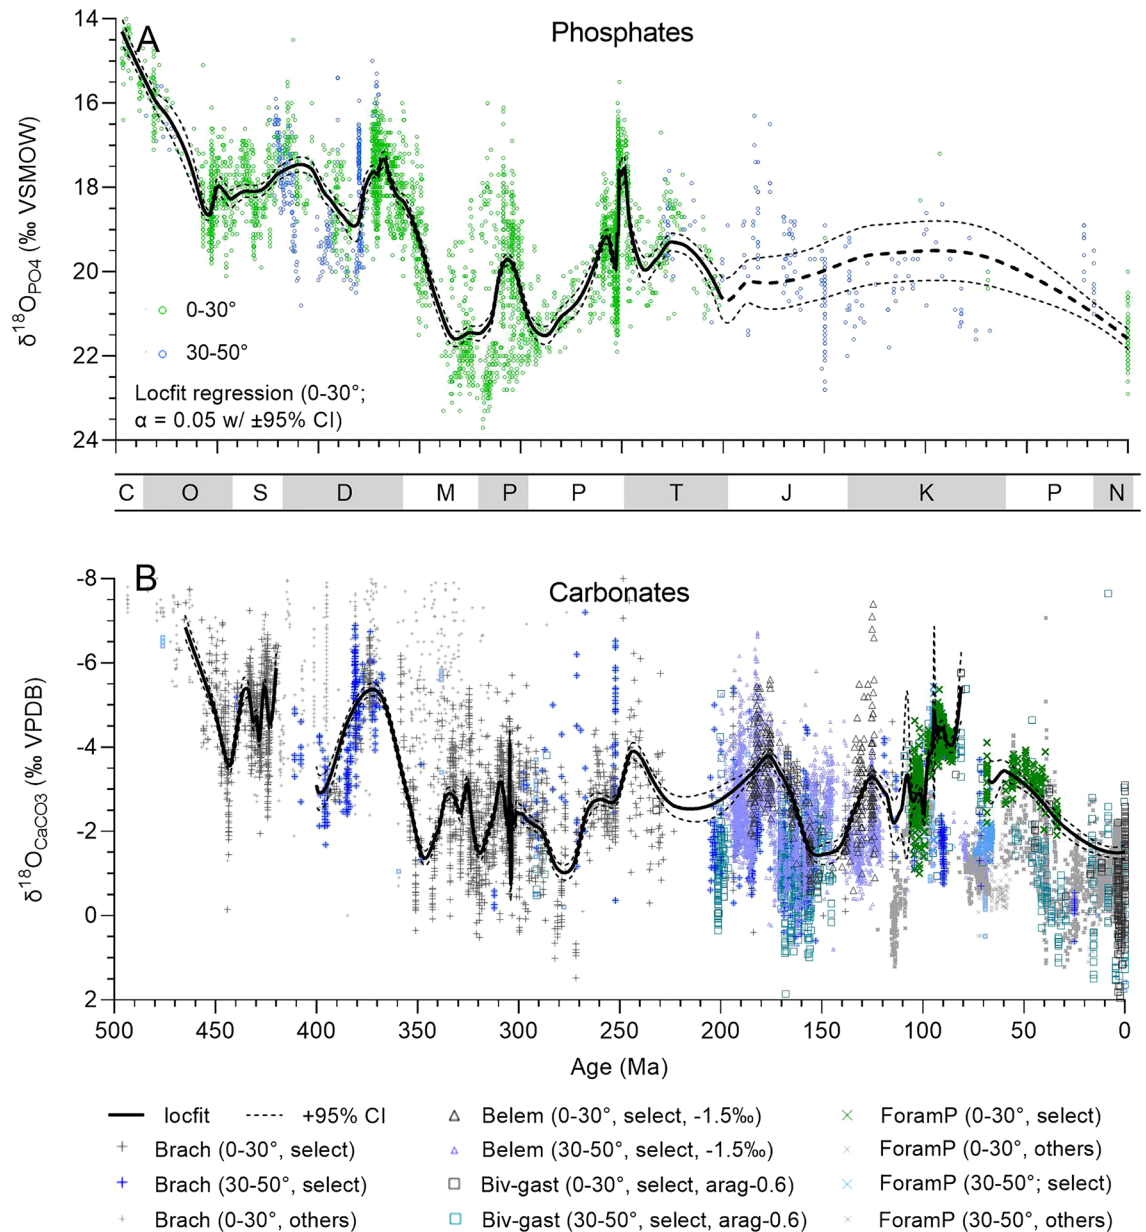 A
Phosphates
14
16
18
20
22
24
δ¹⁸O_PO4 (‰ VSMOW)
0-30°
30-50°
Locfit regression (0-30°;
α = 0.05 w/ ±95% CI)
C O S D M P P T J K P N
B
Carbonates
-8
-6
-4
-2
0
2
δ¹⁸O_CaCO3 (‰ VPDB)
500 450 400 350 300 250 200 150 100 50 0
Age (Ma)
locfit
+95% CI
Brach (0-30°, select)
Brach (30-50°, select)
Brach (0-30°, others)
Belem (0-30°, select, -1.5‰)
Belem (30-50°, select, -1.5‰)
Biv-gast (0-30°, select, arag-0.6)
Biv-gast (30-50°, select, arag-0.6)
ForamP (0-30°, select)
ForamP (0-30°, others)
ForamP (30-50°; select)
ForamP (30-50°, others)